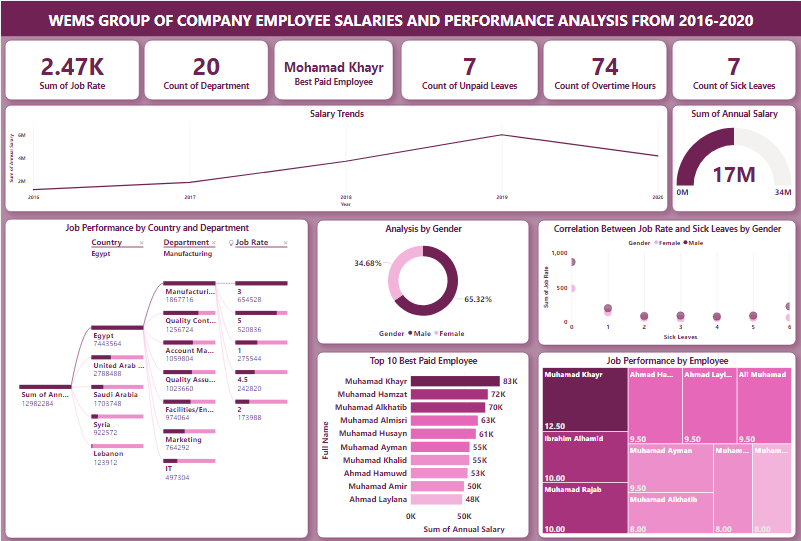 WEMS GROUP OF COMPANY EMPLOYEE SALARIES AND PERFORMANCE ANALYSIS FROM 2016-2020
2.47K
Sum of Job Rate
20
Count of Department
Mohamad Khayr
Best Paid Employee
7
Count of Unpaid Leaves
74
Count of Overtime Hours
7
Count of Sick Leaves
Salary Trends
Sum of Annual Salary
6M
4M
2M
2016
2017
2018
2019
2020
Year
Sum of Annual Salary
17M
0M
34M
Job Performance by Country and Department
Country
Egypt
Department
Manufacturing
Job Rate
Sum of Ann...
12982284
Egypt
7443564
United Arab ...
2788488
Saudi Arabia
1703748
Syria
922572
Lebanon
123912
Manufacturi...
1867716
Quality Cont...
1256724
Account Ma...
1059804
Quality Assu...
1023660
Facilities/En...
974064
Marketing
764292
IT
497304
3
654528
5
520836
1
275544
4.5
242820
2
173988
Analysis by Gender
34.68%
65.32%
Gender Male Female
Correlation Between Job Rate and Sick Leaves by Gender
Gender Female Male
Sum of Job Rate
1,000
500
0
0
1
2
3
4
5
6
Sick Leaves
Top 10 Best Paid Employee
Full Name
Muhamad Khayr 83K
Muhamad Hamzat 72K
Muhamad Alkhatib 70K
Muhamad Almisri 63K
Muhamad Husayn 61K
Muhamad Ayman 55K
Muhamad Khalid 55K
Ahmad Hamuwd 53K
Muhamad Amir 50K
Ahmad Laylana 48K
0K
50K
Sum of Annual Salary
Job Performance by Employee
Muhamad Khayr
12.50
Ibrahim Alhamid
10.00
Muhamad Rajab
10.00
Ahmad Ha...
9.50
Ahmad Layl...
9.50
Ali Muhamad
9.50
Muhamad Ayman
9.50
Muhamad Alkhatib
8.00
Muham...
8.00
Muham...
8.00